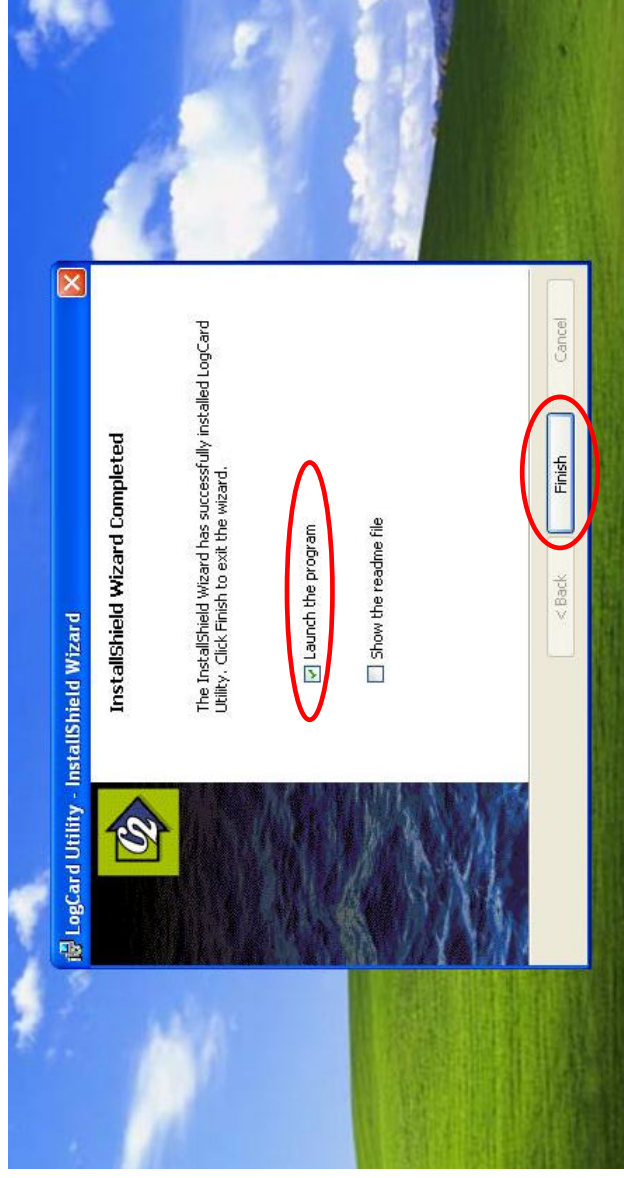 LogCard Utility - InstallShield Wizard
C2
InstallShield Wizard Completed
The InstallShield Wizard has successfully installed LogCard
Utility. Click Finish to exit the wizard.
Launch the program
Show the readme file
< Back
Finish
Cancel